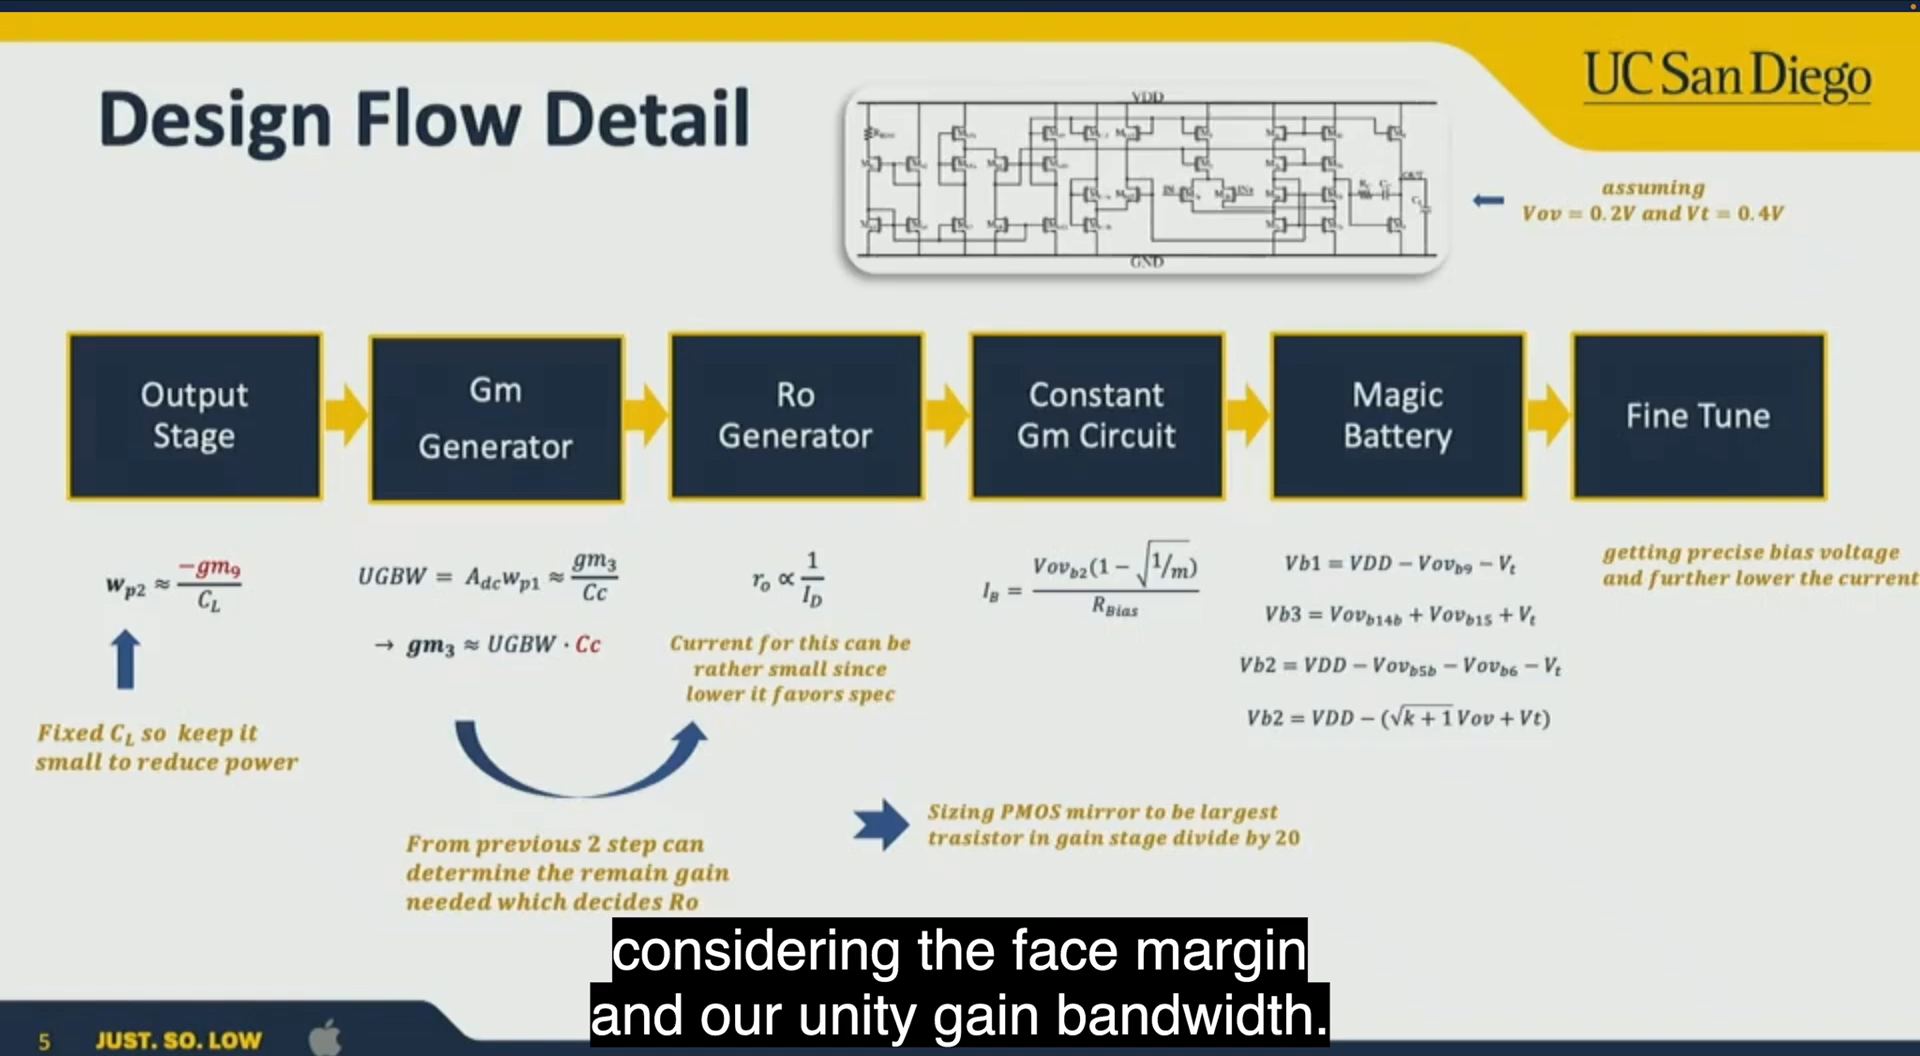 UC San Diego
Design Flow Detail
VDD
GND
OUT
assuming
Vov = 0.2V and Vt = 0.4V
Output
Stage
Gm
Generator
Ro
Generator
Constant
Gm Circuit
Magic
Battery
Fine Tune
w_p2 ≈ −gm_9 / C_L
Fixed C_L so keep it
small to reduce power
UGBW = A_dc w_p1 ≈ gm_3 / Cc
→ gm_3 ≈ UGBW · Cc
From previous 2 step can
determine the remain gain
needed which decides Ro
r_o ∝ 1 / I_D
Current for this can be
rather small since
lower it favors spec
I_B = Vov_b2(1 − √1/m) / R_Bias
Sizing PMOS mirror to be largest
trasistor in gain stage divide by 20
Vb1 = VDD − Vov_b9 − V_t
Vb3 = Vov_b14b + Vov_b15 + V_t
Vb2 = VDD − Vov_b5b − Vov_b6 − V_t
Vb2 = VDD − (√k + 1 Vov + Vt)
getting precise bias voltage
and further lower the current
considering the face margin
and our unity gain bandwidth.
5 JUST. SO. LOW